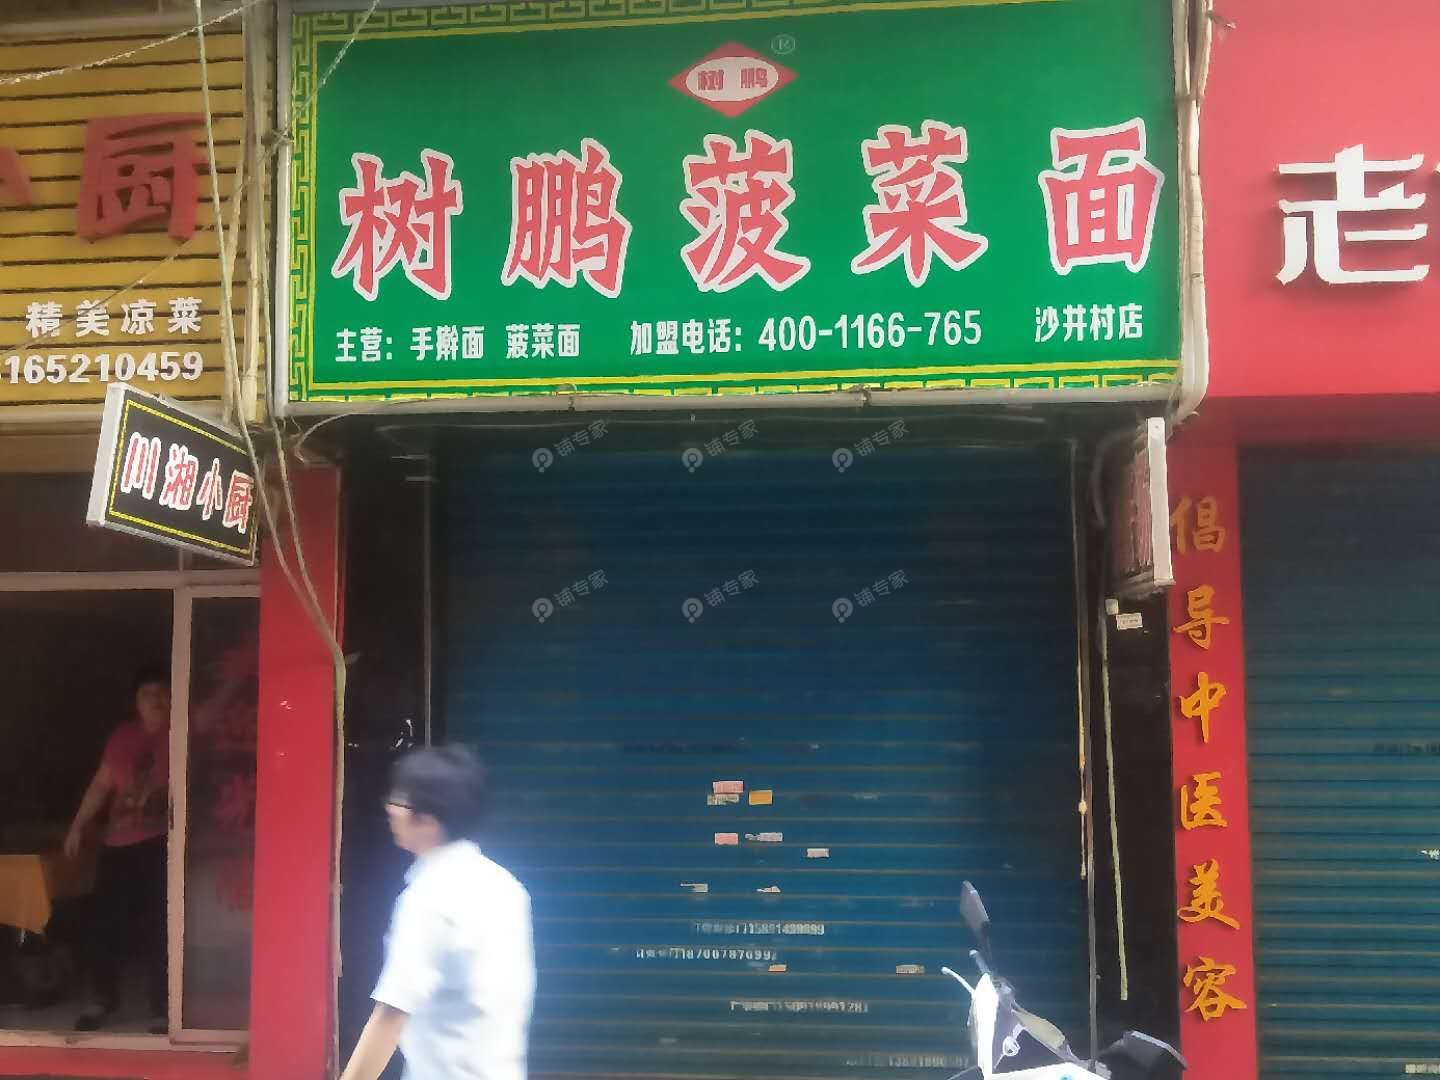 树鹏
®
树鹏菠菜面
主营：手擀面 菠菜面 加盟电话：400-1166-765 沙井村店
厨
精美凉菜
165210459
川湘小厨
老
倡导中医美容
铺专家 铺专家 铺专家
铺专家 铺专家 铺专家